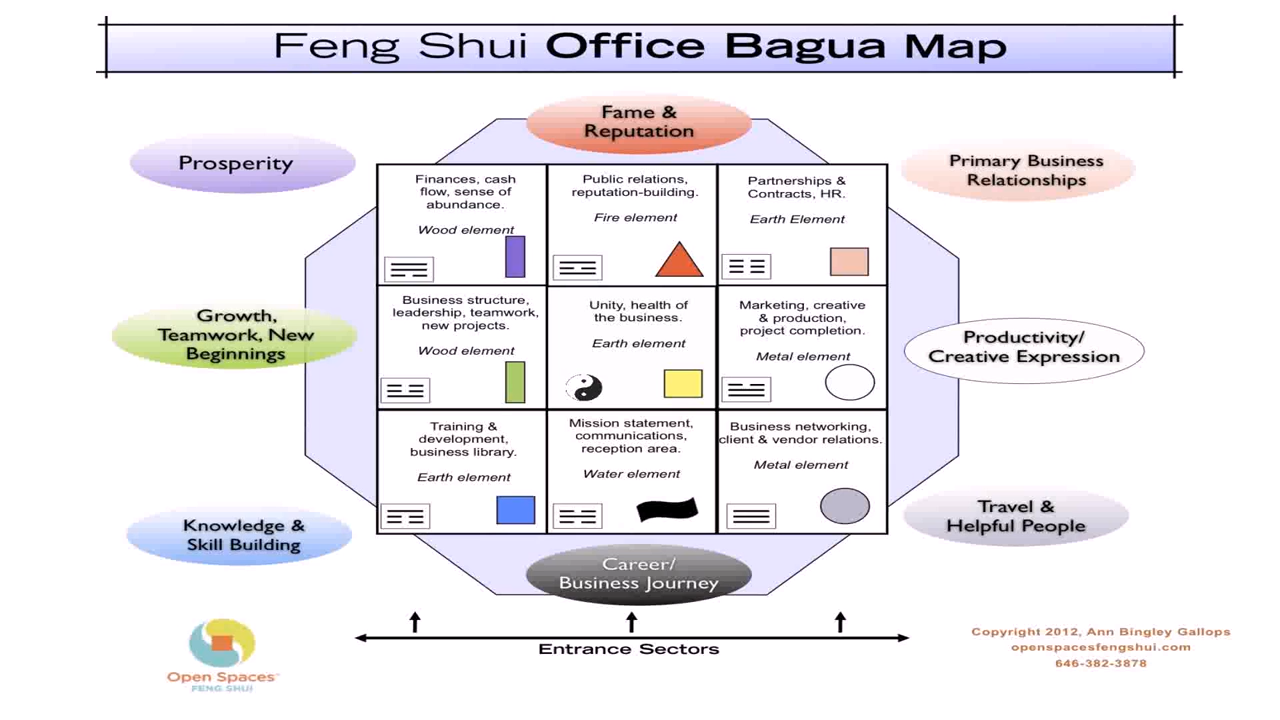 Feng Shui Office Bagua Map
Fame &
Reputation
Prosperity
Primary Business
Relationships
Finances, cash
flow, sense of
abundance.
Wood element
Public relations,
reputation-building.
Fire element
Partnerships &
Contracts, HR.
Earth Element
Growth,
Teamwork, New
Beginnings
Business structure,
leadership, teamwork,
new projects.
Wood element
Unity, health of
the business.
Earth element
Marketing, creative
& production,
project completion.
Metal element
Productivity/
Creative Expression
Knowledge &
Skill Building
Training &
development,
business library.
Earth element
Mission statement,
communications,
reception area.
Water element
Business networking,
client & vendor relations.
Metal element
Travel &
Helpful People
Career/
Business Journey
Entrance Sectors
Open Spaces
FENG SHUI
Copyright 2012, Ann Bingley Gallops
openspacesfengshui.com
646-382-3878